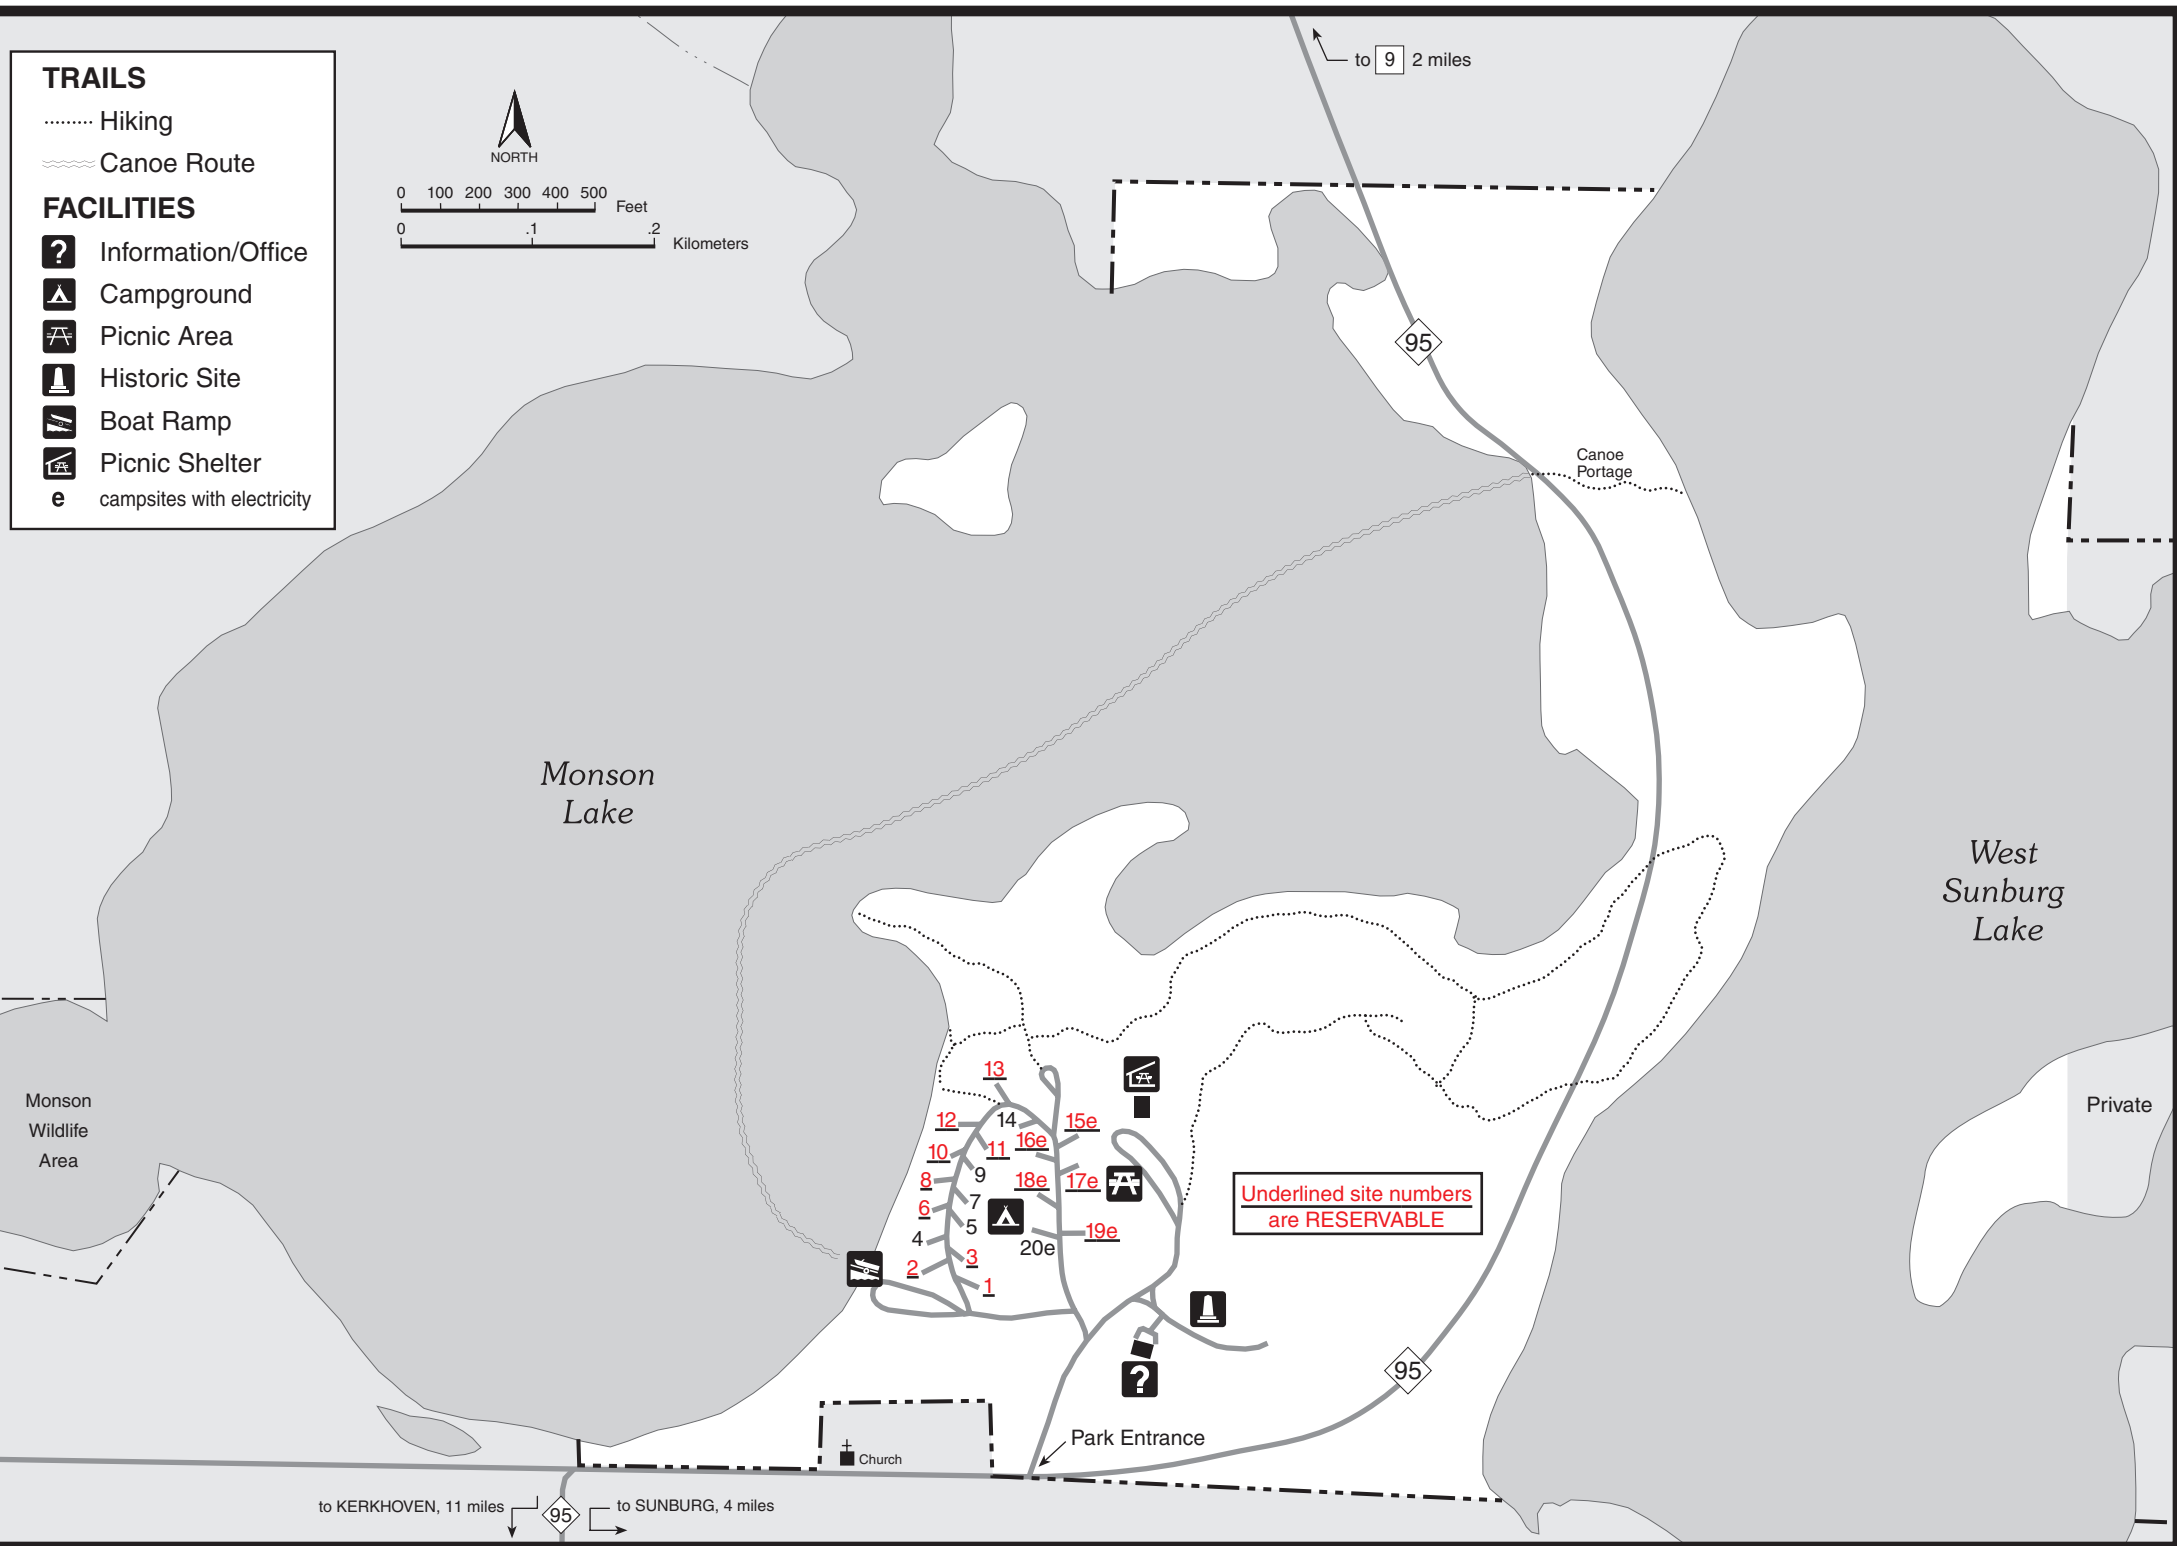 TRAILS
Hiking
Canoe Route
FACILITIES
? Information/Office
Campground
Picnic Area
Historic Site
Boat Ramp
Picnic Shelter
e campsites with electricity
NORTH
0 100 200 300 400 500
Feet
0 .1 .2
Kilometers
to 9 2 miles
95
Canoe
Portage
Monson
Lake
West
Sunburg
Lake
Monson
Wildlife
Area
Private
13
12
14
15e
16e
10
11
9
8
18e
17e
7
6
5
4
19e
20e
3
2
1
Underlined site numbers
are RESERVABLE
?
95
Park Entrance
Church
to KERKHOVEN, 11 miles
95
to SUNBURG, 4 miles